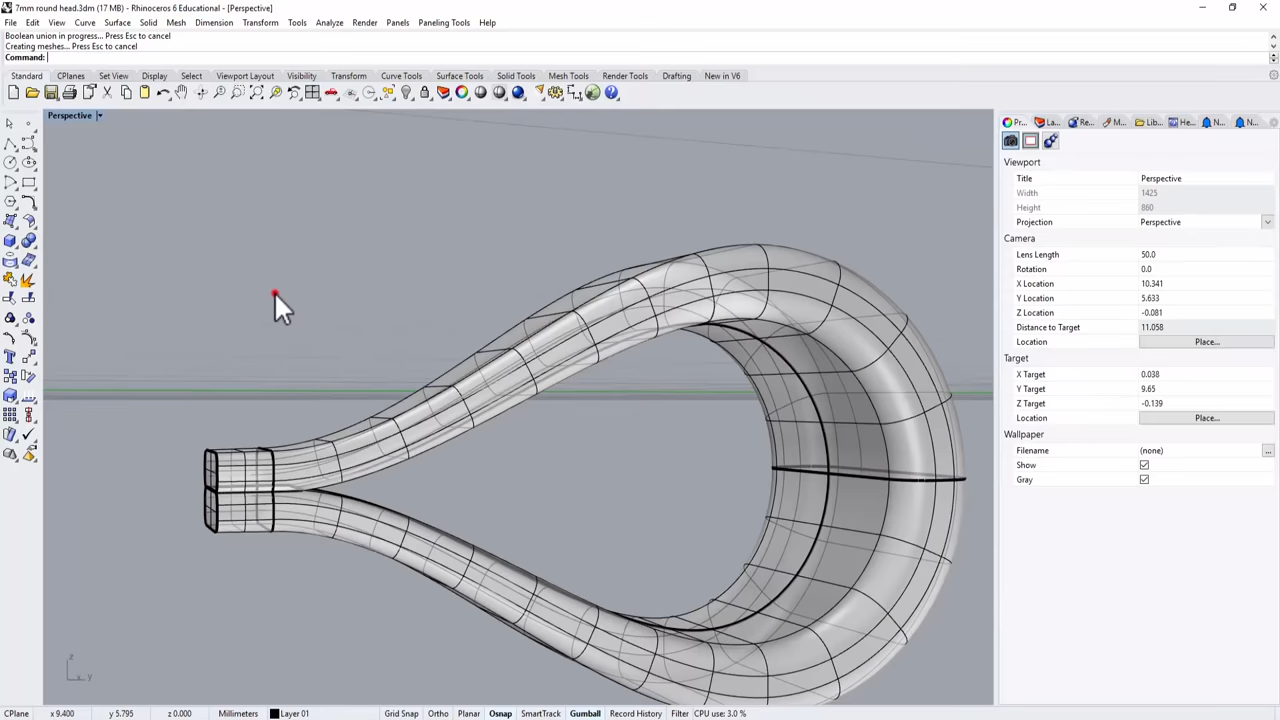 7mm round head.3dm (17 MB) - Rhinoceros 6 Educational - [Perspective]
File Edit View Curve Surface Solid Mesh Dimension Transform Tools Analyze Render Panels Paneling Tools Help
Boolean union in progress... Press Esc to cancel
Creating meshes... Press Esc to cancel
Command:
Standard CPlanes Set View Display Select Viewport Layout Visibility Transform Curve Tools Surface Tools Solid Tools Mesh Tools Render Tools Drafting New in V6
Perspective
Pr... La... Re... M... Lib... He... N... N...
Viewport
Title Perspective
Width 1425
Height 860
Projection Perspective
Camera
Lens Length 50.0
Rotation 0.0
X Location 10.341
Y Location 5.633
Z Location -0.081
Distance to Target 11.058
Location Place...
Target
X Target 0.038
Y Target 9.65
Z Target -0.139
Location Place...
Wallpaper
Filename (none) ...
Show
Gray
z
x y
CPlane x 9.400 y 5.795 z 0.000 Millimeters Layer 01 Grid Snap Ortho Planar Osnap SmartTrack Gumball Record History Filter CPU use: 3.0 %